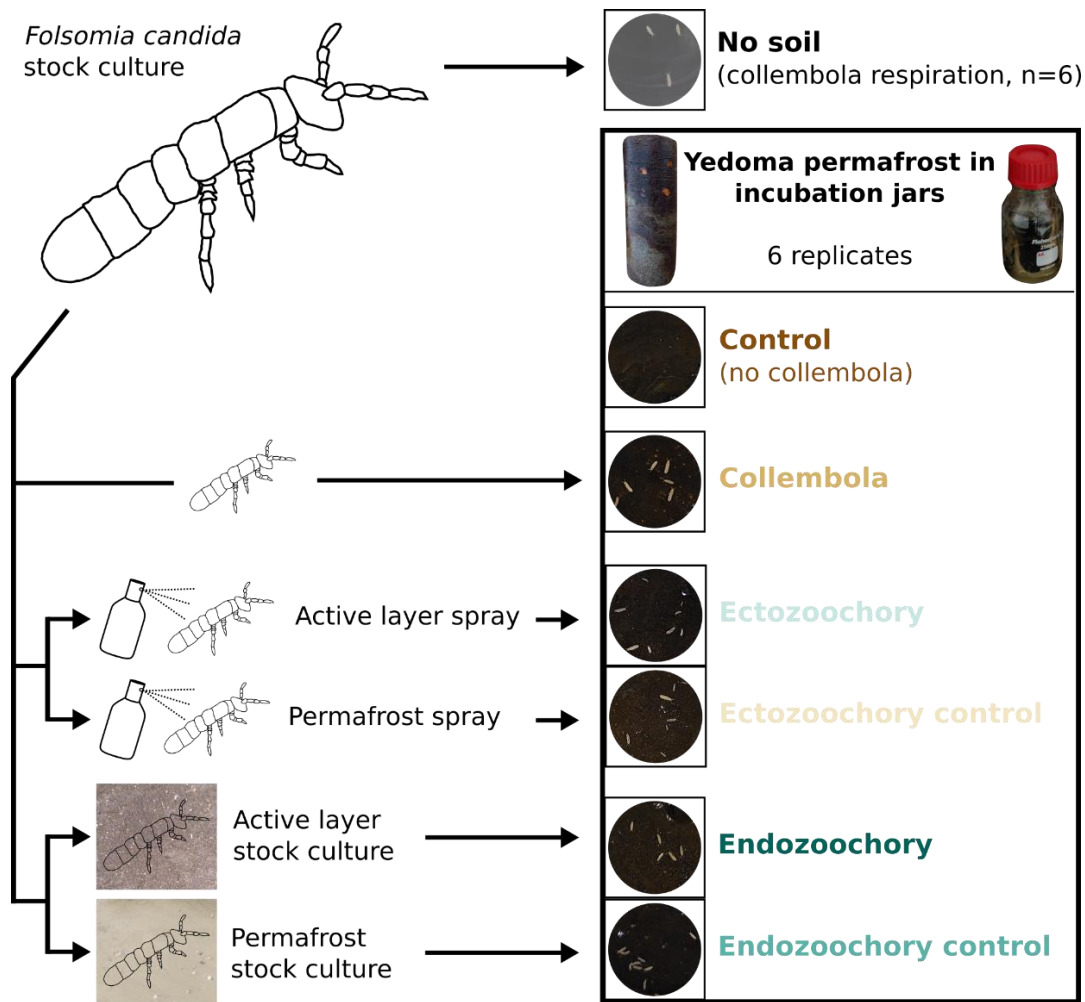 Folsomia candida
stock culture
No soil
(collembola respiration, n=6)
Yedoma permafrost in
incubation jars
6 replicates
Control
(no collembola)
Collembola
Active layer spray
Ectozoochory
Permafrost spray
Ectozoochory control
Active layer
stock culture
Endozoochory
Permafrost
stock culture
Endozoochory control